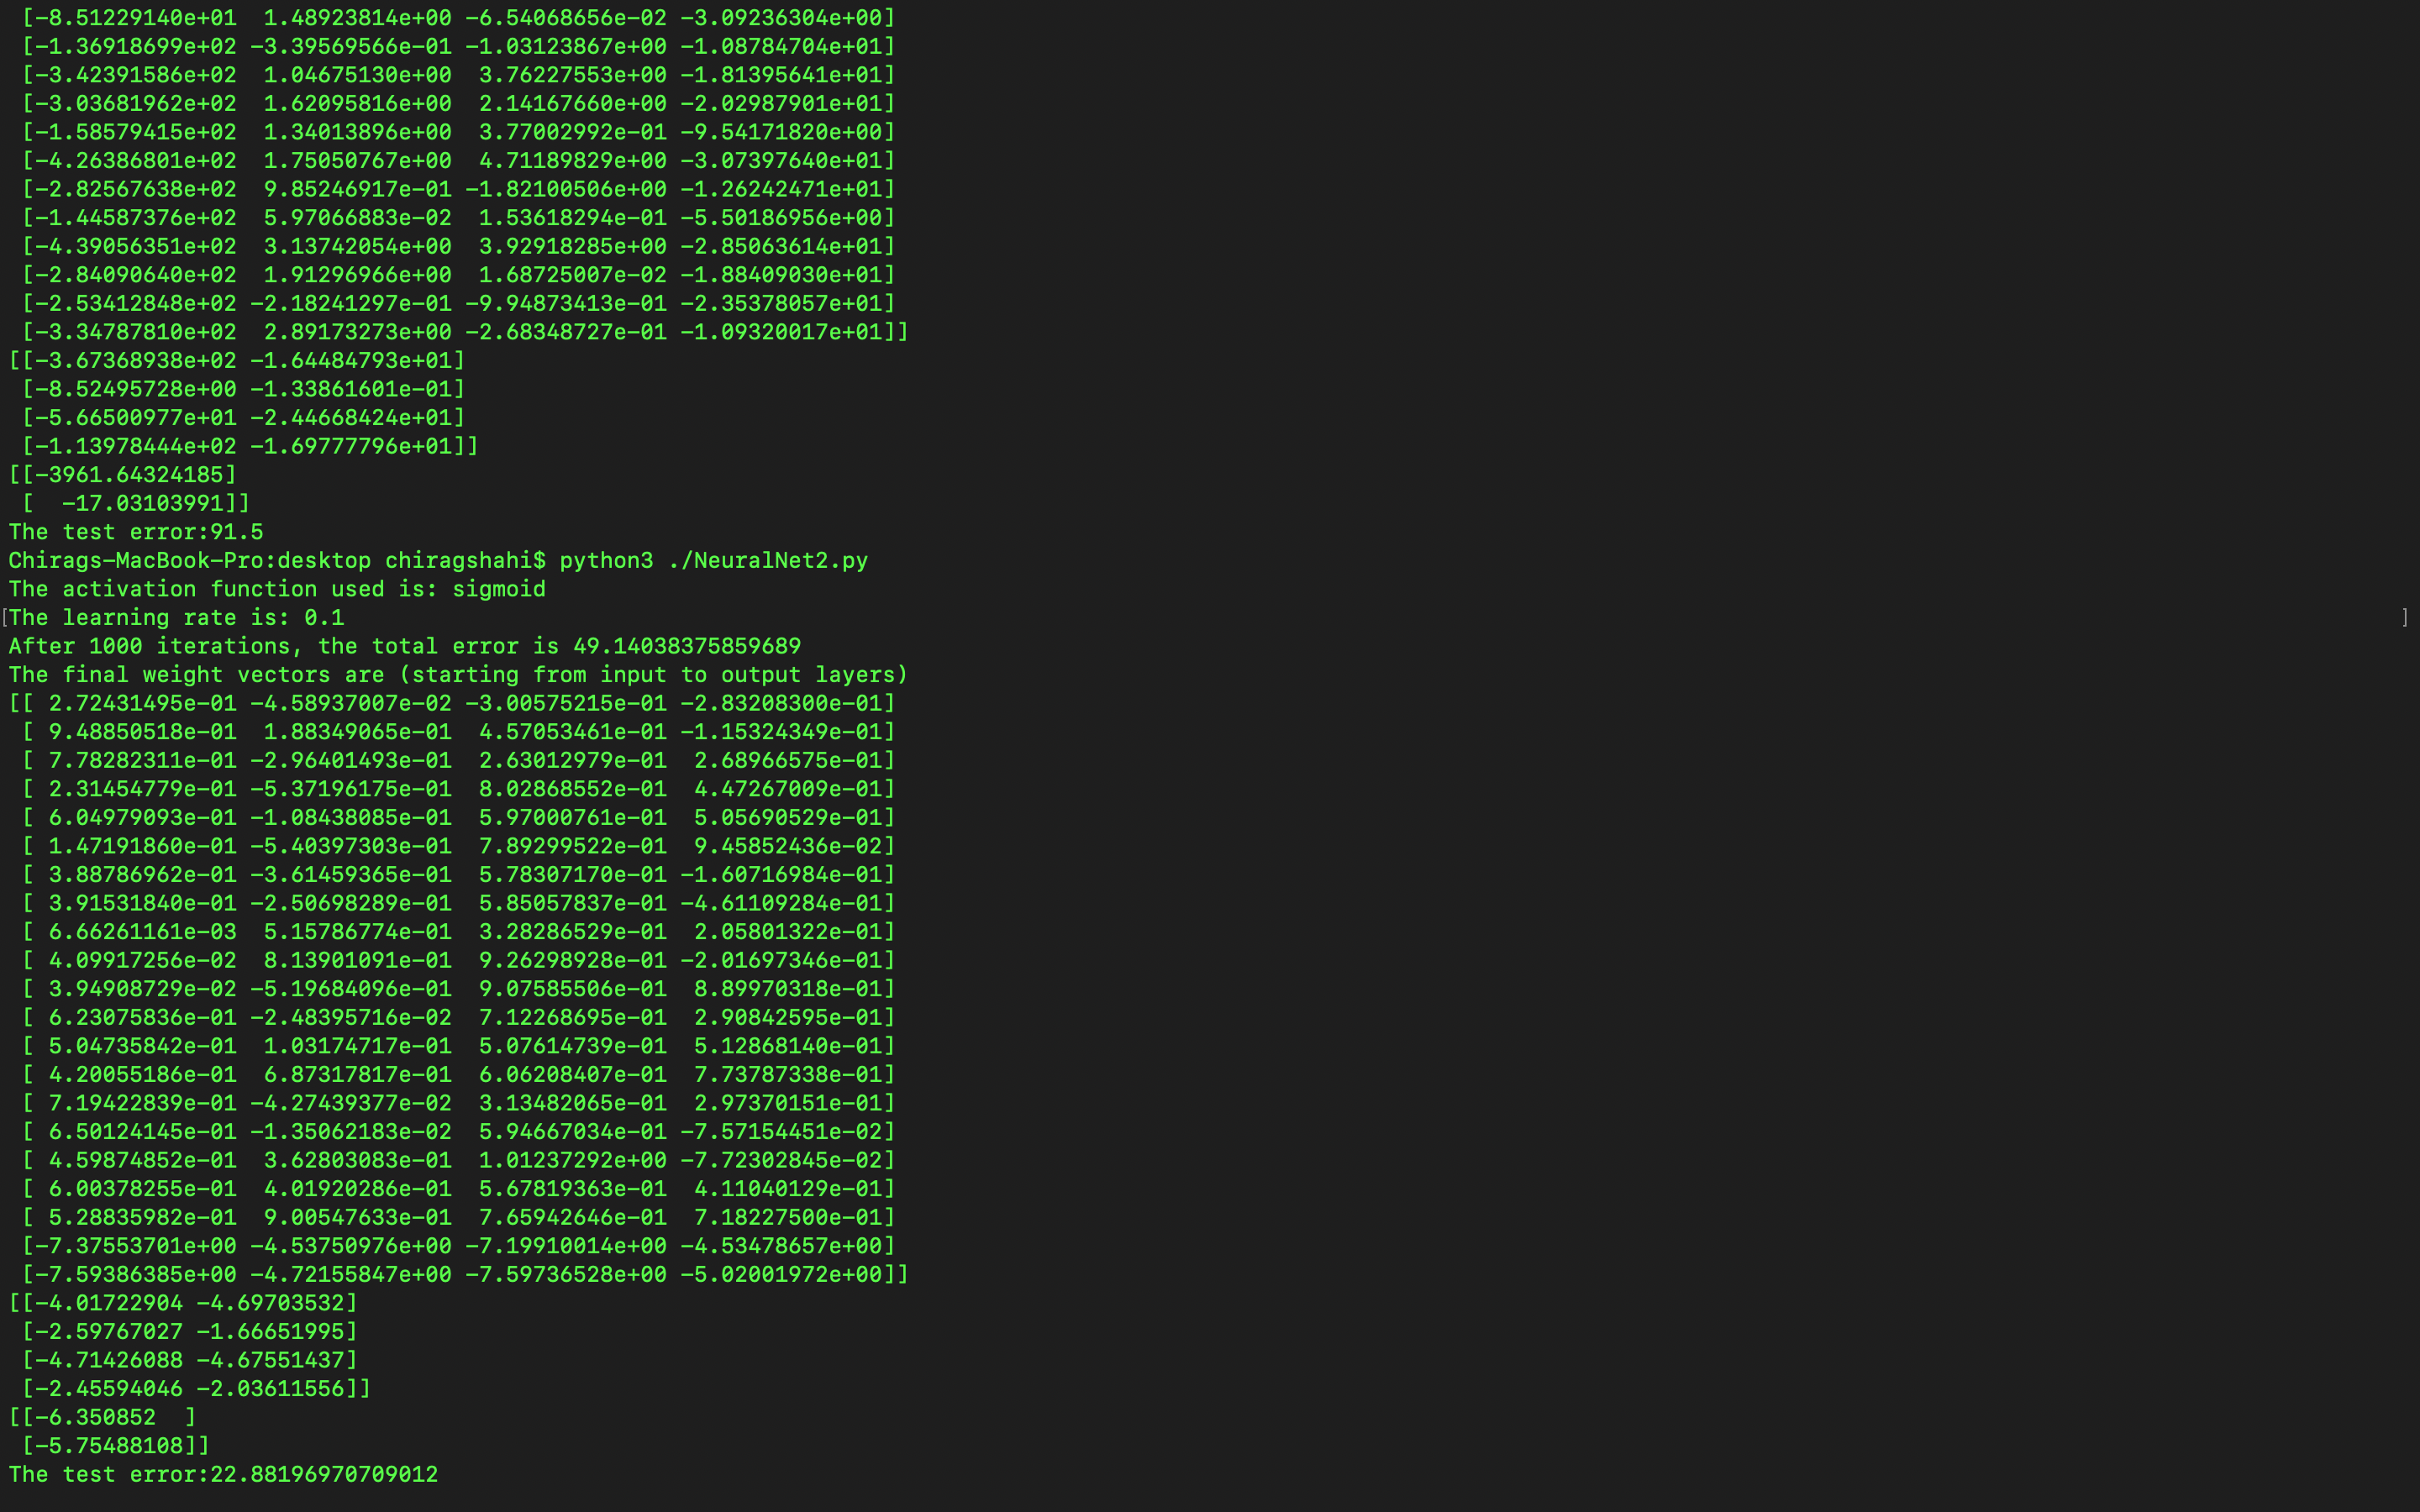 [-8.51229140e+01  1.48923814e+00 -6.54068656e-02 -3.09236304e+00]
[-1.36918699e+02 -3.39569566e-01 -1.03123867e+00 -1.08784704e+01]
[-3.42391586e+02  1.04675130e+00  3.76227553e+00 -1.81395641e+01]
[-3.03681962e+02  1.62095816e+00  2.14167660e+00 -2.02987901e+01]
[-1.58579415e+02  1.34013896e+00  3.77002992e-01 -9.54171820e+00]
[-4.26386801e+02  1.75050767e+00  4.71189829e+00 -3.07397640e+01]
[-2.82567638e+02  9.85246917e-01 -1.82100506e+00 -1.26242471e+01]
[-1.44587376e+02  5.97066883e-02  1.53618294e-01 -5.50186956e+00]
[-4.39056351e+02  3.13742054e+00  3.92918285e+00 -2.85063614e+01]
[-2.84090640e+02  1.91296966e+00  1.68725007e-02 -1.88409030e+01]
[-2.53412848e+02 -2.18241297e-01 -9.94873413e-01 -2.35378057e+01]
[-3.34787810e+02  2.89173273e+00 -2.68348727e-01 -1.09320017e+01]]
[[-3.67368938e+02 -1.64484793e+01]
[-8.52495728e+00 -1.33861601e-01]
[-5.66500977e+01 -2.44668424e+01]
[-1.13978444e+02 -1.69777796e+01]]
[[-3961.64324185]
[  -17.03103991]]
The test error:91.5
Chirags-MacBook-Pro:desktop chiragshahi$ python3 ./NeuralNet2.py
The activation function used is: sigmoid
[The learning rate is: 0.1 ]
After 1000 iterations, the total error is 49.14038375859689
The final weight vectors are (starting from input to output layers)
[[ 2.72431495e-01 -4.58937007e-02 -3.00575215e-01 -2.83208300e-01]
[ 9.48850518e-01  1.88349065e-01  4.57053461e-01 -1.15324349e-01]
[ 7.78282311e-01 -2.96401493e-01  2.63012979e-01  2.68966575e-01]
[ 2.31454779e-01 -5.37196175e-01  8.02868552e-01  4.47267009e-01]
[ 6.04979093e-01 -1.08438085e-01  5.97000761e-01  5.05690529e-01]
[ 1.47191860e-01 -5.40397303e-01  7.89299522e-01  9.45852436e-02]
[ 3.88786962e-01 -3.61459365e-01  5.78307170e-01 -1.60716984e-01]
[ 3.91531840e-01 -2.50698289e-01  5.85057837e-01 -4.61109284e-01]
[ 6.66261161e-03  5.15786774e-01  3.28286529e-01  2.05801322e-01]
[ 4.09917256e-02  8.13901091e-01  9.26298928e-01 -2.01697346e-01]
[ 3.94908729e-02 -5.19684096e-01  9.07585506e-01  8.89970318e-01]
[ 6.23075836e-01 -2.48395716e-02  7.12268695e-01  2.90842595e-01]
[ 5.04735842e-01  1.03174717e-01  5.07614739e-01  5.12868140e-01]
[ 4.20055186e-01  6.87317817e-01  6.06208407e-01  7.73787338e-01]
[ 7.19422839e-01 -4.27439377e-02  3.13482065e-01  2.97370151e-01]
[ 6.50124145e-01 -1.35062183e-02  5.94667034e-01 -7.57154451e-02]
[ 4.59874852e-01  3.62803083e-01  1.01237292e+00 -7.72302845e-02]
[ 6.00378255e-01  4.01920286e-01  5.67819363e-01  4.11040129e-01]
[ 5.28835982e-01  9.00547633e-01  7.65942646e-01  7.18227500e-01]
[-7.37553701e+00 -4.53750976e+00 -7.19910014e+00 -4.53478657e+00]
[-7.59386385e+00 -4.72155847e+00 -7.59736528e+00 -5.02001972e+00]]
[[-4.01722904 -4.69703532]
[-2.59767027 -1.66651995]
[-4.71426088 -4.67551437]
[-2.45594046 -2.03611556]]
[[-6.350852  ]
[-5.75488108]]
The test error:22.88196970709012